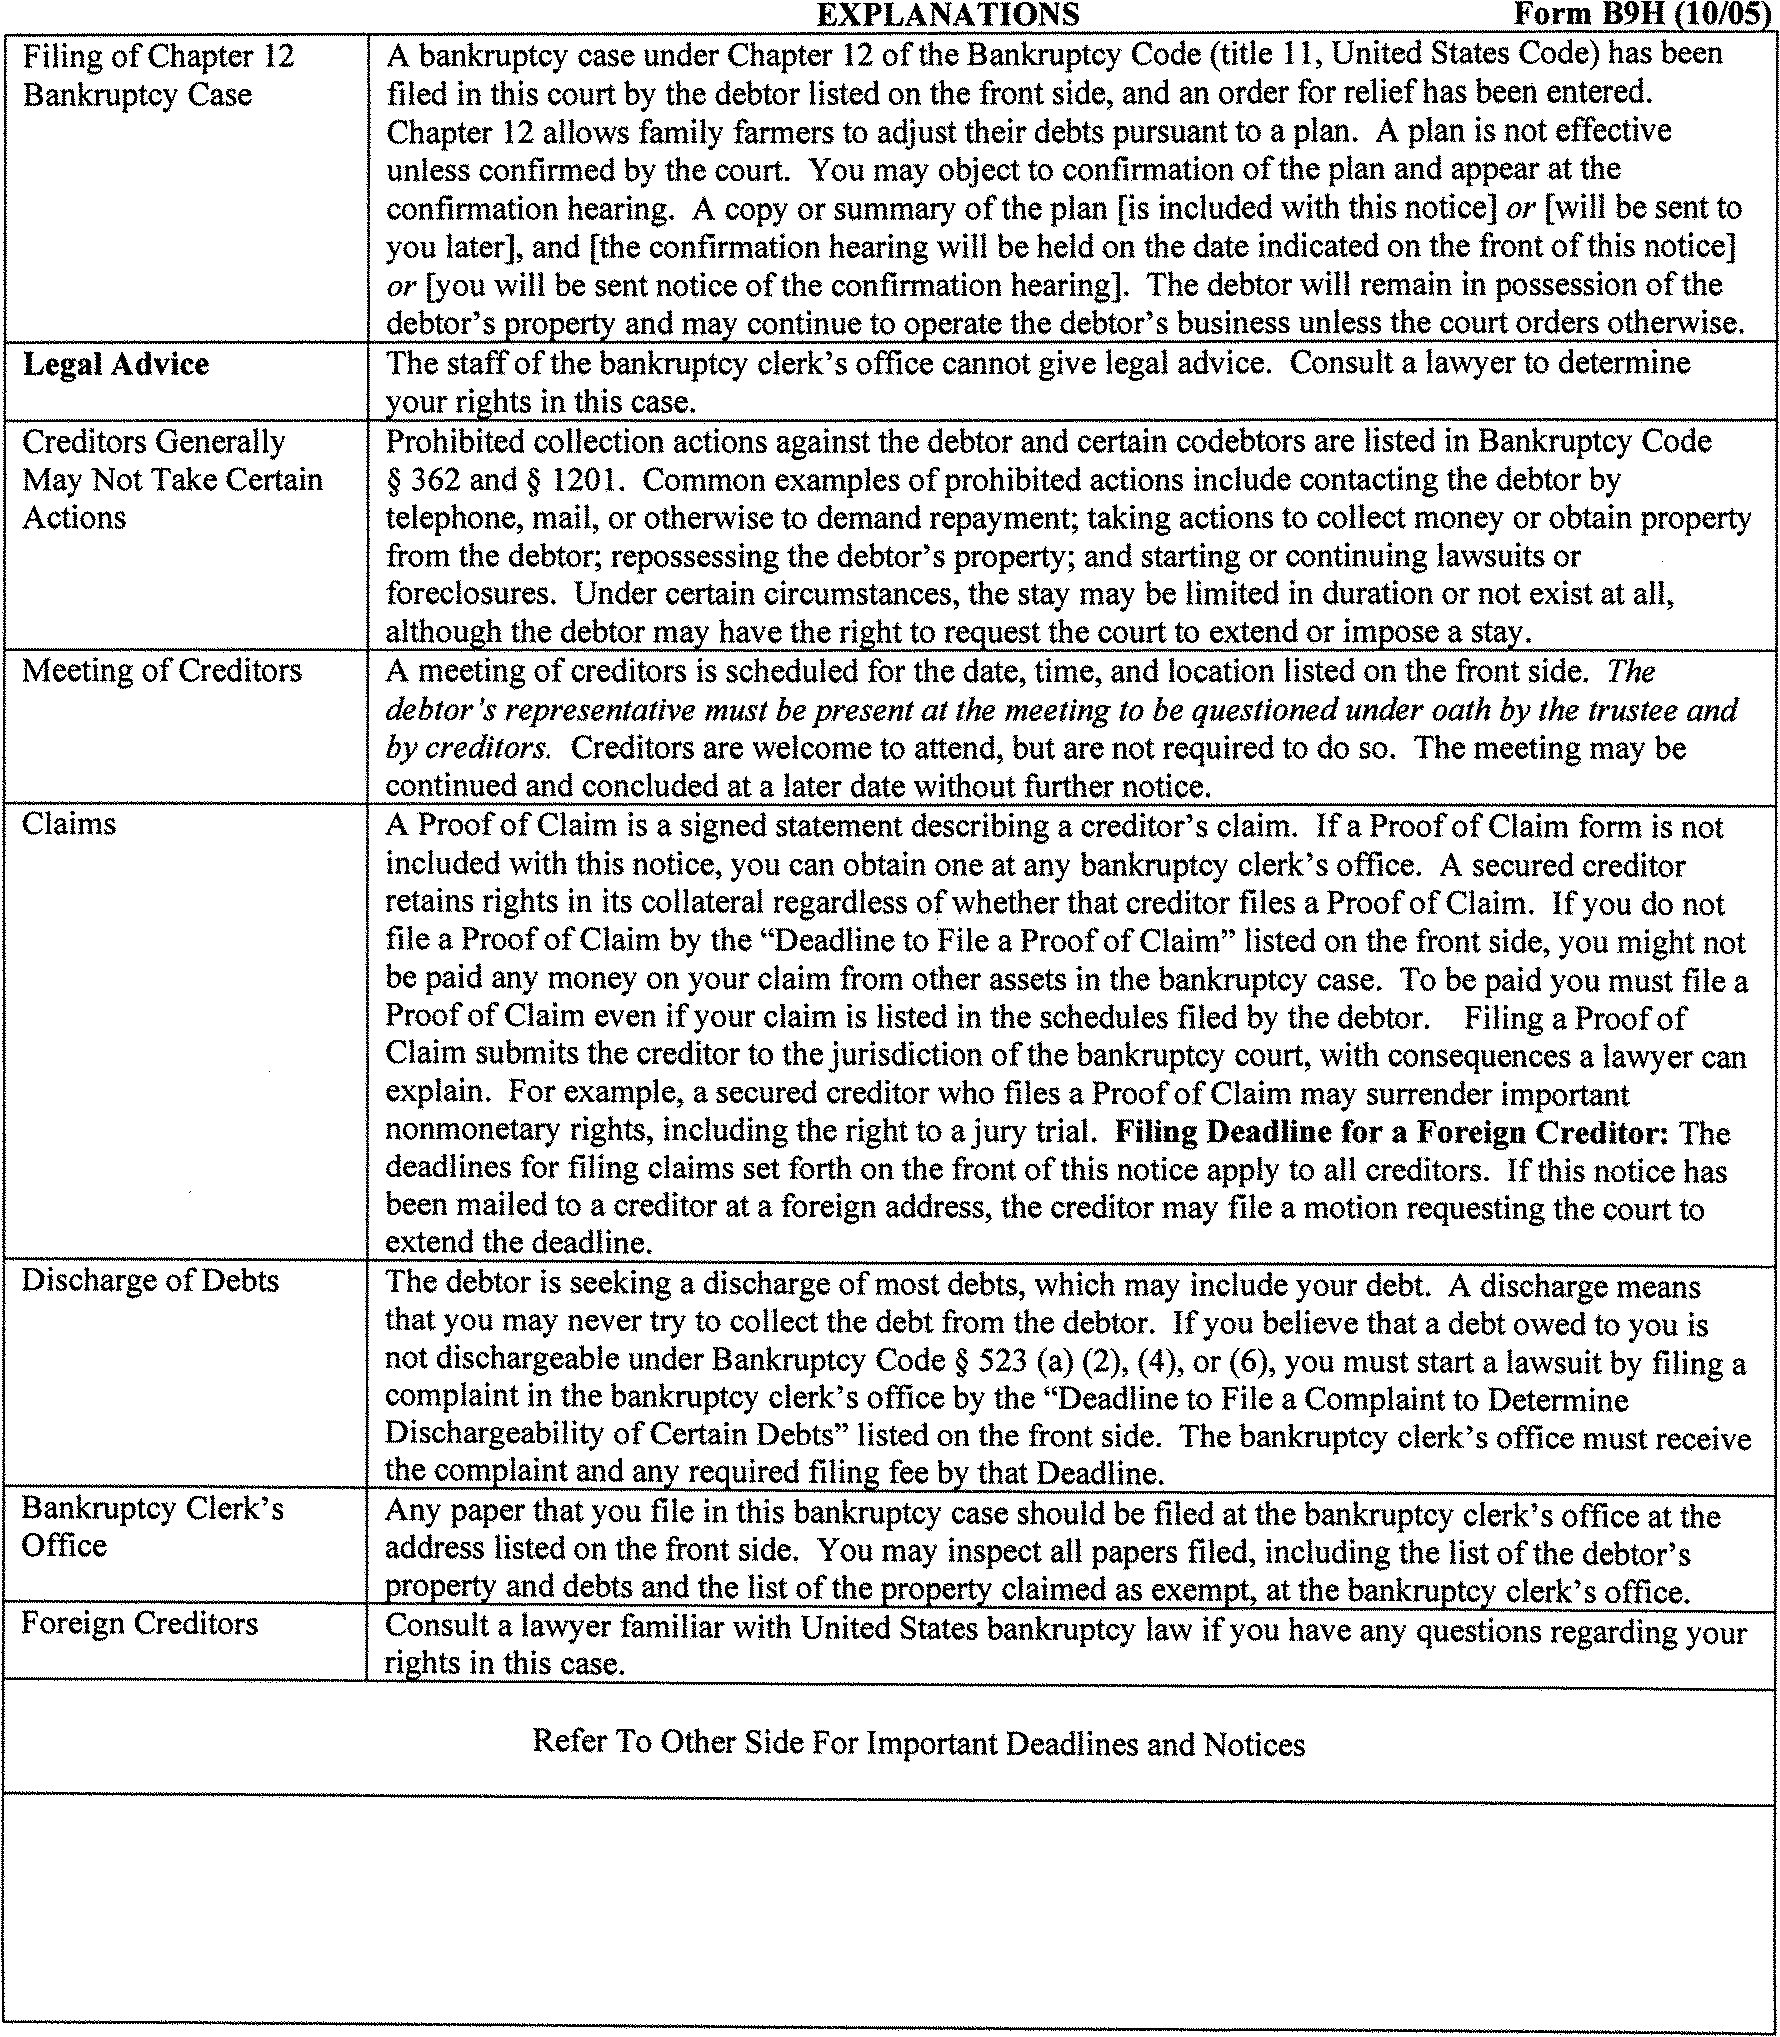 EXPLANATIONS Form B9H (10/05)
Filing of Chapter 12
Bankruptcy Case
A bankruptcy case under Chapter 12 of the Bankruptcy Code (title 11, United States Code) has been
filed in this court by the debtor listed on the front side, and an order for relief has been entered.
Chapter 12 allows family farmers to adjust their debts pursuant to a plan. A plan is not effective
unless confirmed by the court. You may object to confirmation of the plan and appear at the
confirmation hearing. A copy or summary of the plan [is included with this notice] or [will be sent to
you later], and [the confirmation hearing will be held on the date indicated on the front of this notice]
or [you will be sent notice of the confirmation hearing]. The debtor will remain in possession of the
debtor's property and may continue to operate the debtor's business unless the court orders otherwise.
Legal Advice
The staff of the bankruptcy clerk's office cannot give legal advice. Consult a lawyer to determine
your rights in this case.
Creditors Generally
May Not Take Certain
Actions
Prohibited collection actions against the debtor and certain codebtors are listed in Bankruptcy Code
§ 362 and § 1201. Common examples of prohibited actions include contacting the debtor by
telephone, mail, or otherwise to demand repayment; taking actions to collect money or obtain property
from the debtor; repossessing the debtor's property; and starting or continuing lawsuits or
foreclosures. Under certain circumstances, the stay may be limited in duration or not exist at all,
although the debtor may have the right to request the court to extend or impose a stay.
Meeting of Creditors
A meeting of creditors is scheduled for the date, time, and location listed on the front side. The
debtor's representative must be present at the meeting to be questioned under oath by the trustee and
by creditors. Creditors are welcome to attend, but are not required to do so. The meeting may be
continued and concluded at a later date without further notice.
Claims
A Proof of Claim is a signed statement describing a creditor's claim. If a Proof of Claim form is not
included with this notice, you can obtain one at any bankruptcy clerk's office. A secured creditor
retains rights in its collateral regardless of whether that creditor files a Proof of Claim. If you do not
file a Proof of Claim by the "Deadline to File a Proof of Claim" listed on the front side, you might not
be paid any money on your claim from other assets in the bankruptcy case. To be paid you must file a
Proof of Claim even if your claim is listed in the schedules filed by the debtor. Filing a Proof of
Claim submits the creditor to the jurisdiction of the bankruptcy court, with consequences a lawyer can
explain. For example, a secured creditor who files a Proof of Claim may surrender important
nonmonetary rights, including the right to a jury trial. Filing Deadline for a Foreign Creditor: The
deadlines for filing claims set forth on the front of this notice apply to all creditors. If this notice has
been mailed to a creditor at a foreign address, the creditor may file a motion requesting the court to
extend the deadline.
Discharge of Debts
The debtor is seeking a discharge of most debts, which may include your debt. A discharge means
that you may never try to collect the debt from the debtor. If you believe that a debt owed to you is
not dischargeable under Bankruptcy Code § 523 (a) (2), (4), or (6), you must start a lawsuit by filing a
complaint in the bankruptcy clerk's office by the "Deadline to File a Complaint to Determine
Dischargeability of Certain Debts" listed on the front side. The bankruptcy clerk's office must receive
the complaint and any required filing fee by that Deadline.
Bankruptcy Clerk's
Office
Any paper that you file in this bankruptcy case should be filed at the bankruptcy clerk's office at the
address listed on the front side. You may inspect all papers filed, including the list of the debtor's
property and debts and the list of the property claimed as exempt, at the bankruptcy clerk's office.
Foreign Creditors
Consult a lawyer familiar with United States bankruptcy law if you have any questions regarding your
rights in this case.
Refer To Other Side For Important Deadlines and Notices